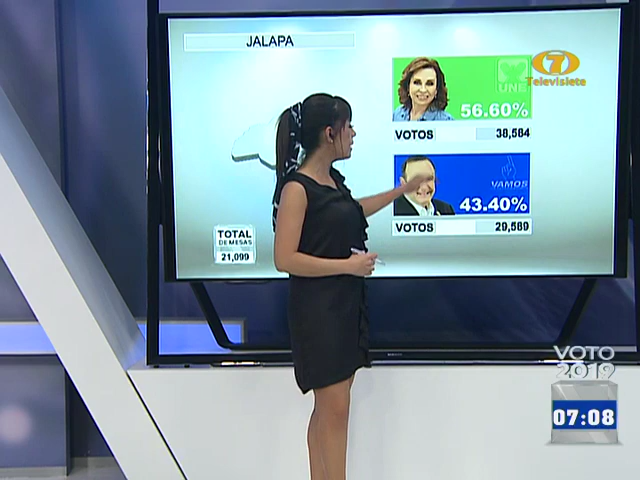 JALAPA
7
Televisiete
UNE
56.60%
VOTOS 38,584
VAMOS
43.40%
VOTOS 29,589
TOTAL
DE MESAS
21,099
VOTO
2019
07:08